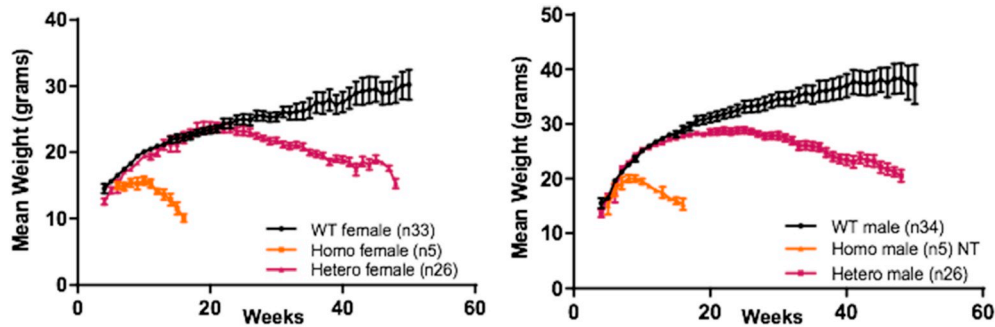 Mean Weight (grams)
40
30
20
10
0
0
20
40
60
Weeks
WT female (n33)
Homo female (n5)
Hetero female (n26)
Mean Weight (grams)
50
40
30
20
10
0
0
20
40
60
Weeks
WT male (n34)
Homo male (n5) NT
Hetero male (n26)